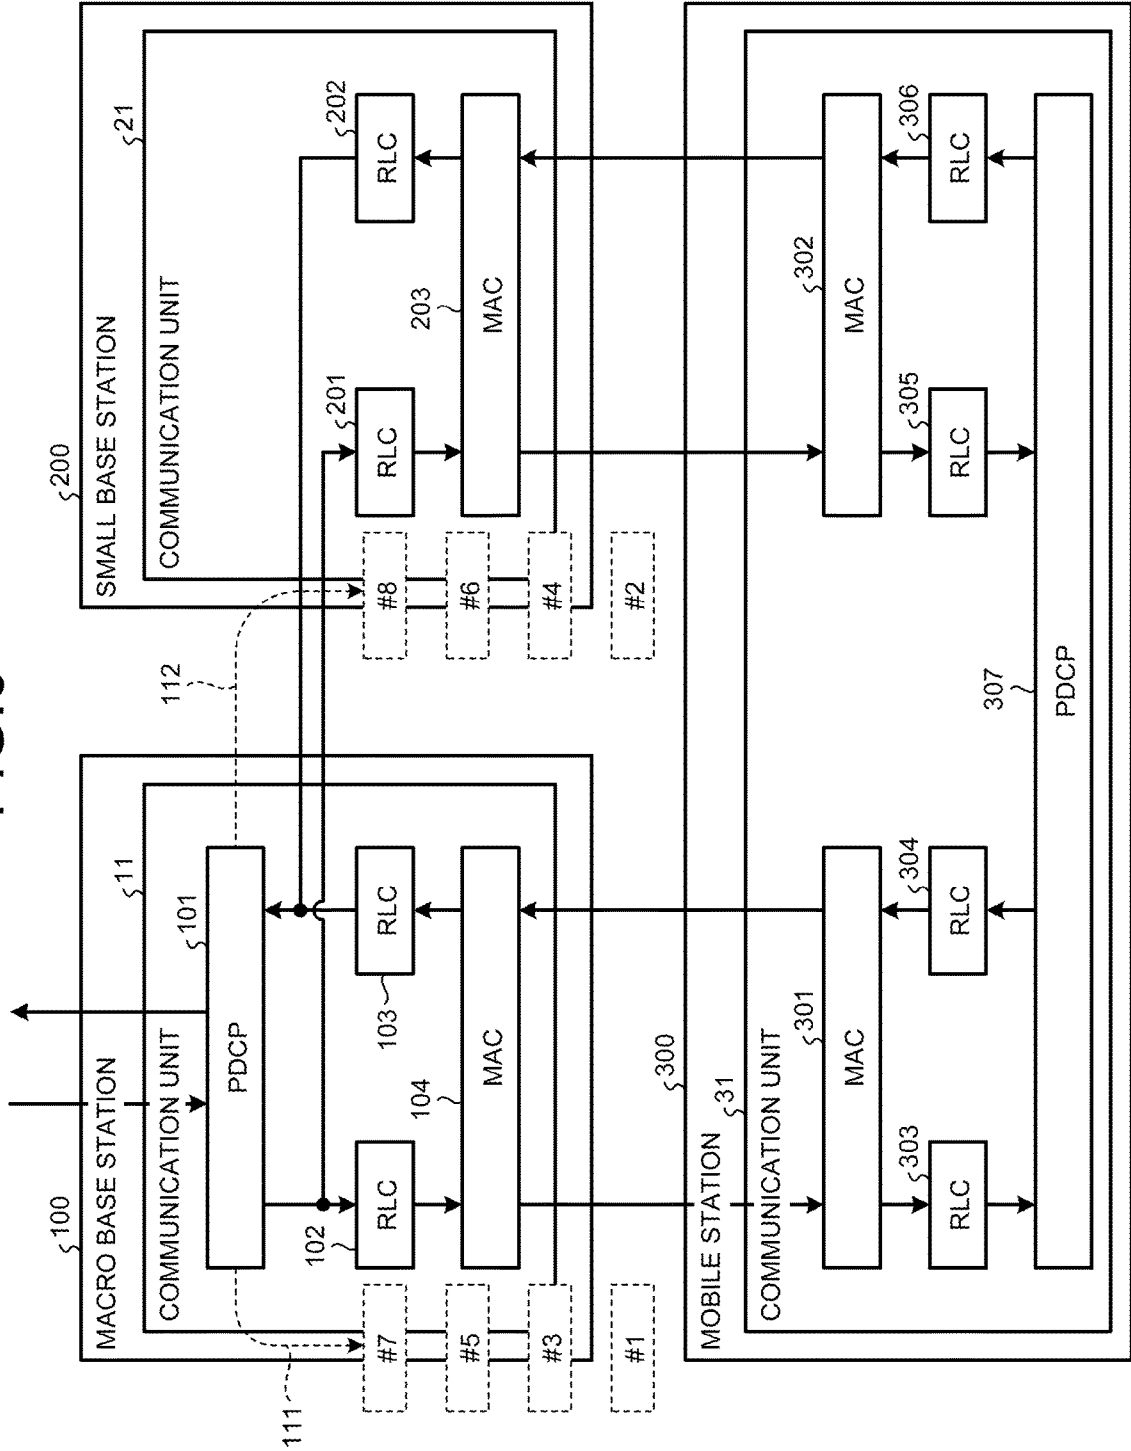 100
MACRO BASE STATION
11
COMMUNICATION UNIT
101
PDCP
102
RLC
103
RLC
104
MAC
111
#7
#5
#3
#1
112
200
SMALL BASE STATION
21
COMMUNICATION UNIT
201
RLC
202
RLC
203
MAC
#8
#6
#4
#2
300
MOBILE STATION
31
COMMUNICATION UNIT
301
MAC
302
MAC
303
RLC
304
RLC
305
RLC
306
RLC
307
PDCP